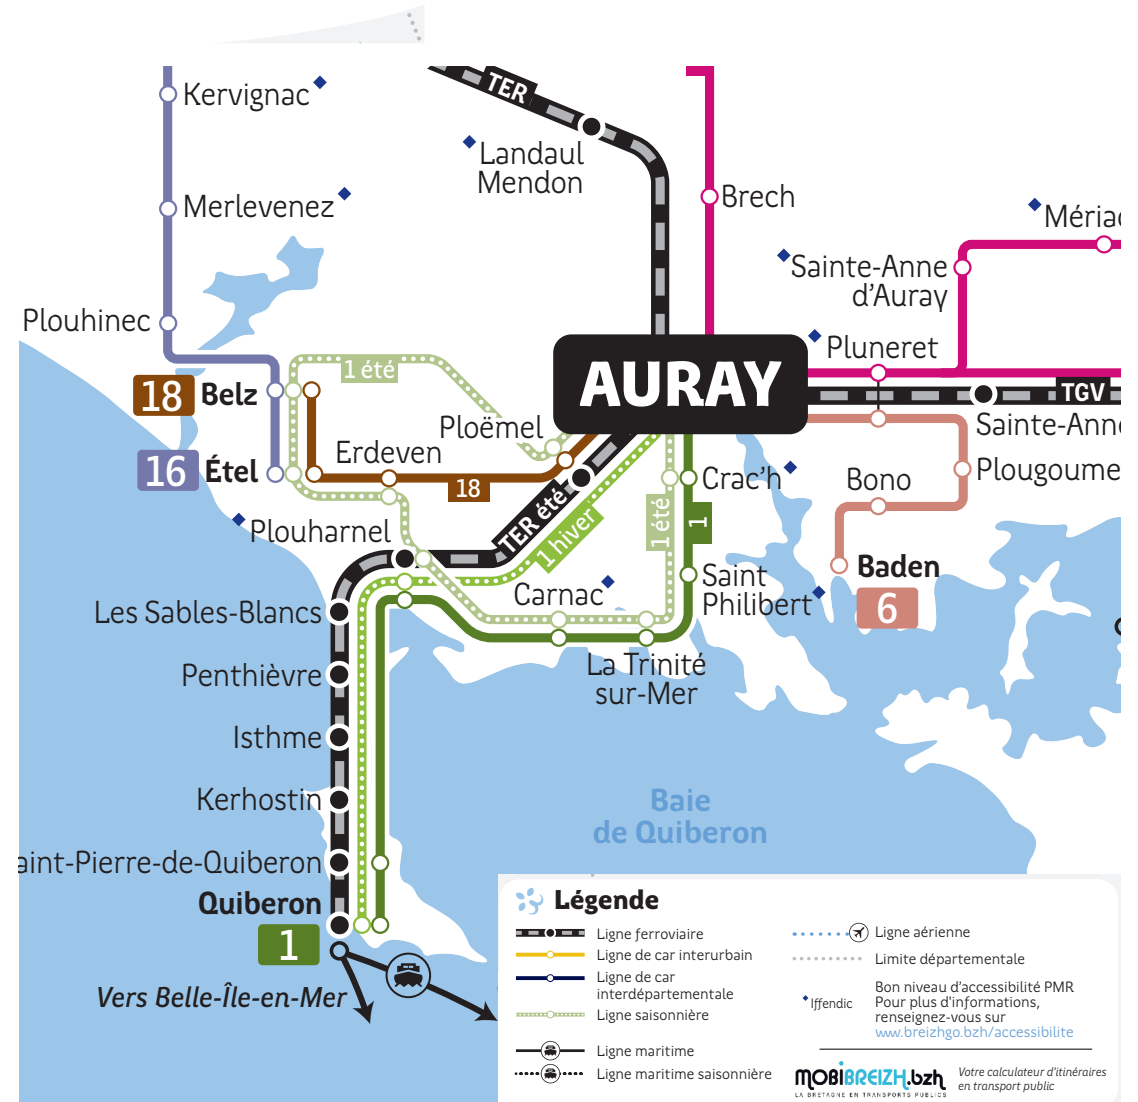 Kervignac
TER
Landaul
Mendon
Merlevenez
Brech
Sainte-Anne
d'Auray
Plouhinec
Pluneret
1 été
AURAY
TGV
18 Belz
Ploëmel
Erdeven
16 Étel
18
Crac'h
Bono
Plouharnel
TER été
1 hiver
1 été
1
Saint
Philibert
Baden
6
Carnac
Les Sables-Blancs
La Trinité
sur-Mer
Penthièvre
Isthme
Kerhostin
Baie
de Quiberon
aint-Pierre-de-Quiberon
Quiberon
1
Vers Belle-Île-en-Mer
Légende
Ligne ferroviaire
Ligne de car interurbain
Ligne de car
interdépartementale
Ligne saisonnière
Ligne maritime
Ligne maritime saisonnière
Ligne aérienne
Limite départementale
Iffendic
Bon niveau d'accessibilité PMR
Pour plus d'informations,
renseignez-vous sur
www.breizhgo.bzh/accessibilite
MOBIBREIZH.bzh
LA BRETAGNE EN TRANSPORTS PUBLICS
Votre calculateur d'itinéraires
en transport public
Mériad
Sainte-Anne
Plougoume